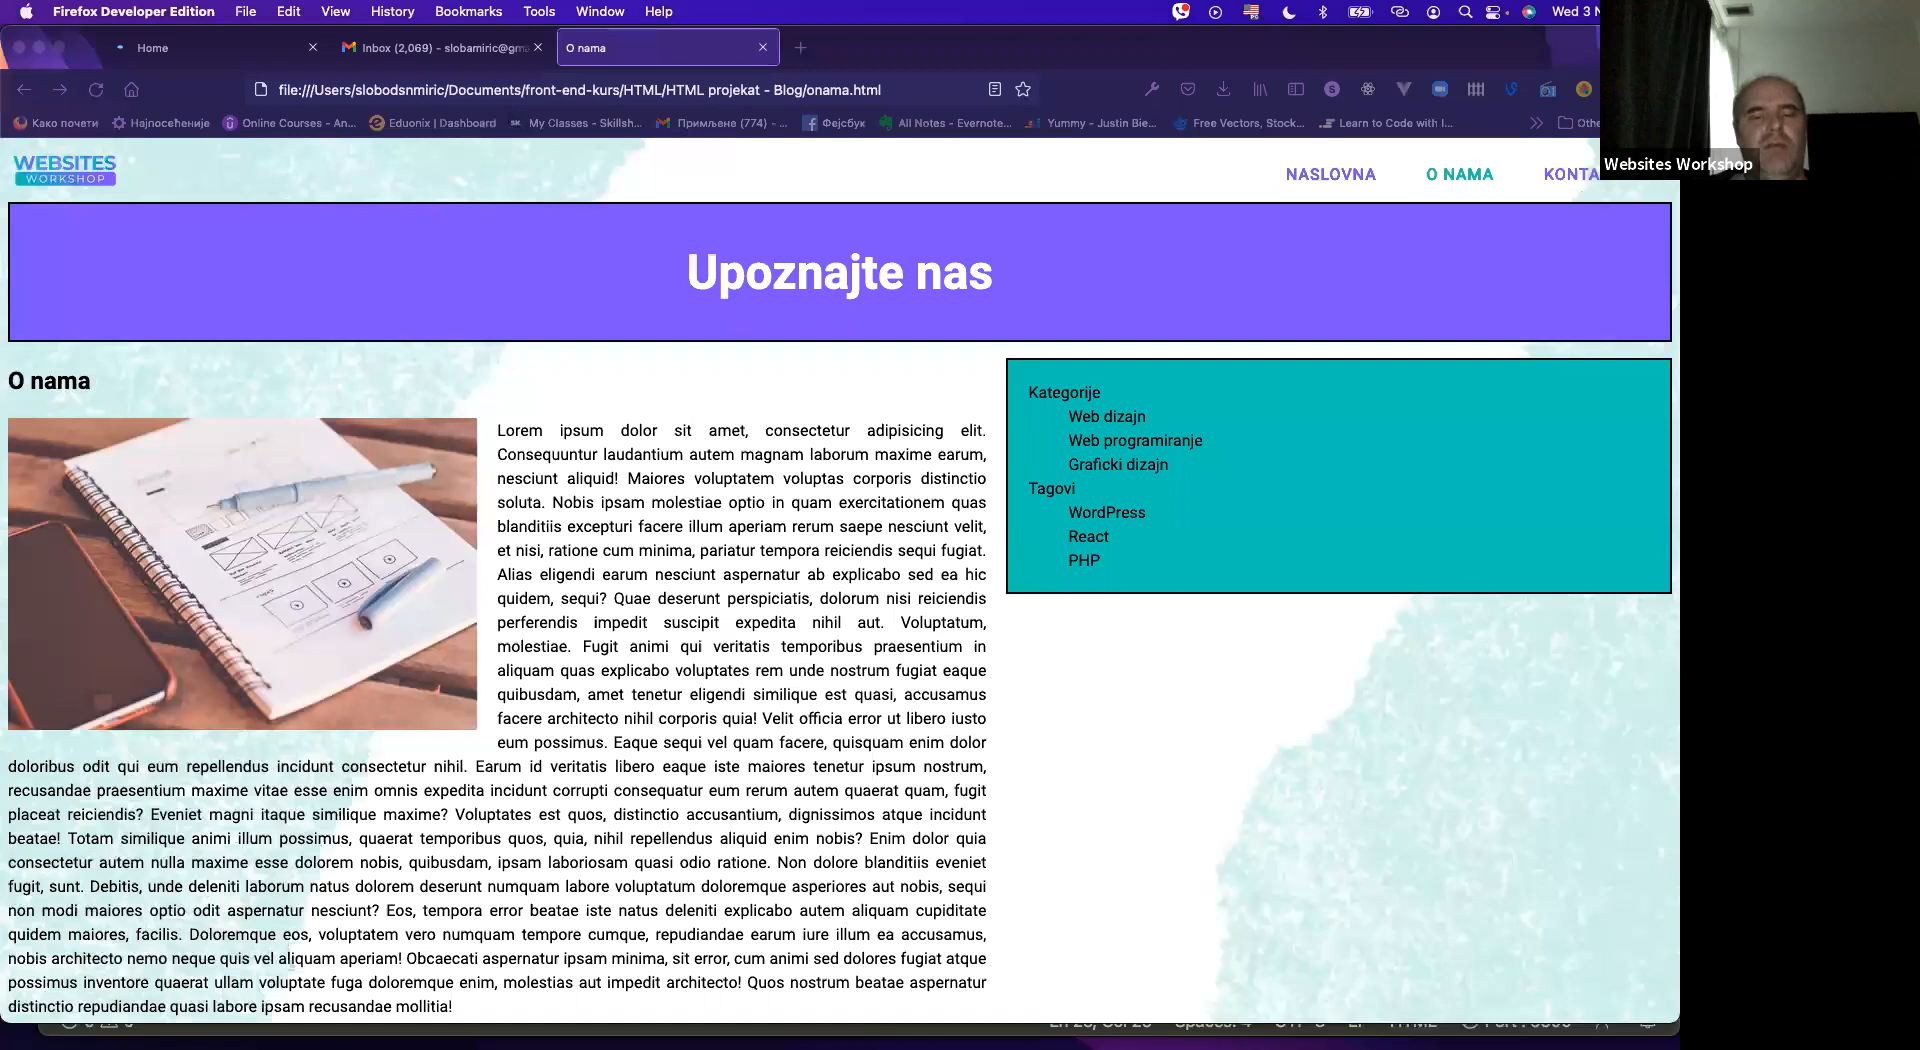 Firefox Developer Edition File Edit View History Bookmarks Tools Window Help
Wed 3 N
Home
Inbox (2,069) - slobamiric@gm
O nama
file:///Users/slobodsnmiric/Documents/front-end-kurs/HTML/HTML projekat - Blog/onama.html
Како почети Најпосећеније Online Courses - An... Eduonix | Dashboard My Classes - Skillsh... Примљене (774) - ... Фејсбук All Notes - Evernote... Yummy - Justin Bie... Free Vectors, Stock... Learn to Code with I... Othe
Websites Workshop
WEBSITES
WORKSHOP
NASLOVNA O NAMA KONTA
Upoznajte nas
O nama
Lorem ipsum dolor sit amet, consectetur adipisicing elit.
Consequuntur laudantium autem magnam laborum maxime earum,
nesciunt aliquid! Maiores voluptatem voluptas corporis distinctio
soluta. Nobis ipsam molestiae optio in quam exercitationem quas
blanditiis excepturi facere illum aperiam rerum saepe nesciunt velit,
et nisi, ratione cum minima, pariatur tempora reiciendis sequi fugiat.
Alias eligendi earum nesciunt aspernatur ab explicabo sed ea hic
quidem, sequi? Quae deserunt perspiciatis, dolorum nisi reiciendis
perferendis impedit suscipit expedita nihil aut. Voluptatum,
molestiae. Fugit animi qui veritatis temporibus praesentium in
aliquam quas explicabo voluptates rem unde nostrum fugiat eaque
quibusdam, amet tenetur eligendi similique est quasi, accusamus
facere architecto nihil corporis quia! Velit officia error ut libero iusto
eum possimus. Eaque sequi vel quam facere, quisquam enim dolor
doloribus odit qui eum repellendus incidunt consectetur nihil. Earum id veritatis libero eaque iste maiores tenetur ipsum nostrum,
recusandae praesentium maxime vitae esse enim omnis expedita incidunt corrupti consequatur eum rerum autem quaerat quam, fugit
placeat reiciendis? Eveniet magni itaque similique maxime? Voluptates est quos, distinctio accusantium, dignissimos atque incidunt
beatae! Totam similique animi illum possimus, quaerat temporibus quos, quia, nihil repellendus aliquid enim nobis? Enim dolor quia
consectetur autem nulla maxime esse dolorem nobis, quibusdam, ipsam laboriosam quasi odio ratione. Non dolore blanditiis eveniet
fugit, sunt. Debitis, unde deleniti laborum natus dolorem deserunt numquam labore voluptatum doloremque asperiores aut nobis, sequi
non modi maiores optio odit aspernatur nesciunt? Eos, tempora error beatae iste natus deleniti explicabo autem aliquam cupiditate
quidem maiores, facilis. Doloremque eos, voluptatem vero numquam tempore cumque, repudiandae earum iure illum ea accusamus,
nobis architecto nemo neque quis vel aliquam aperiam! Obcaecati aspernatur ipsam minima, sit error, cum animi sed dolores fugiat atque
possimus inventore quaerat ullam voluptate fuga doloremque enim, molestias aut impedit architecto! Quos nostrum beatae aspernatur
distinctio repudiandae quasi labore ipsam recusandae mollitia!
Kategorije
Web dizajn
Web programiranje
Graficki dizajn
Tagovi
WordPress
React
PHP